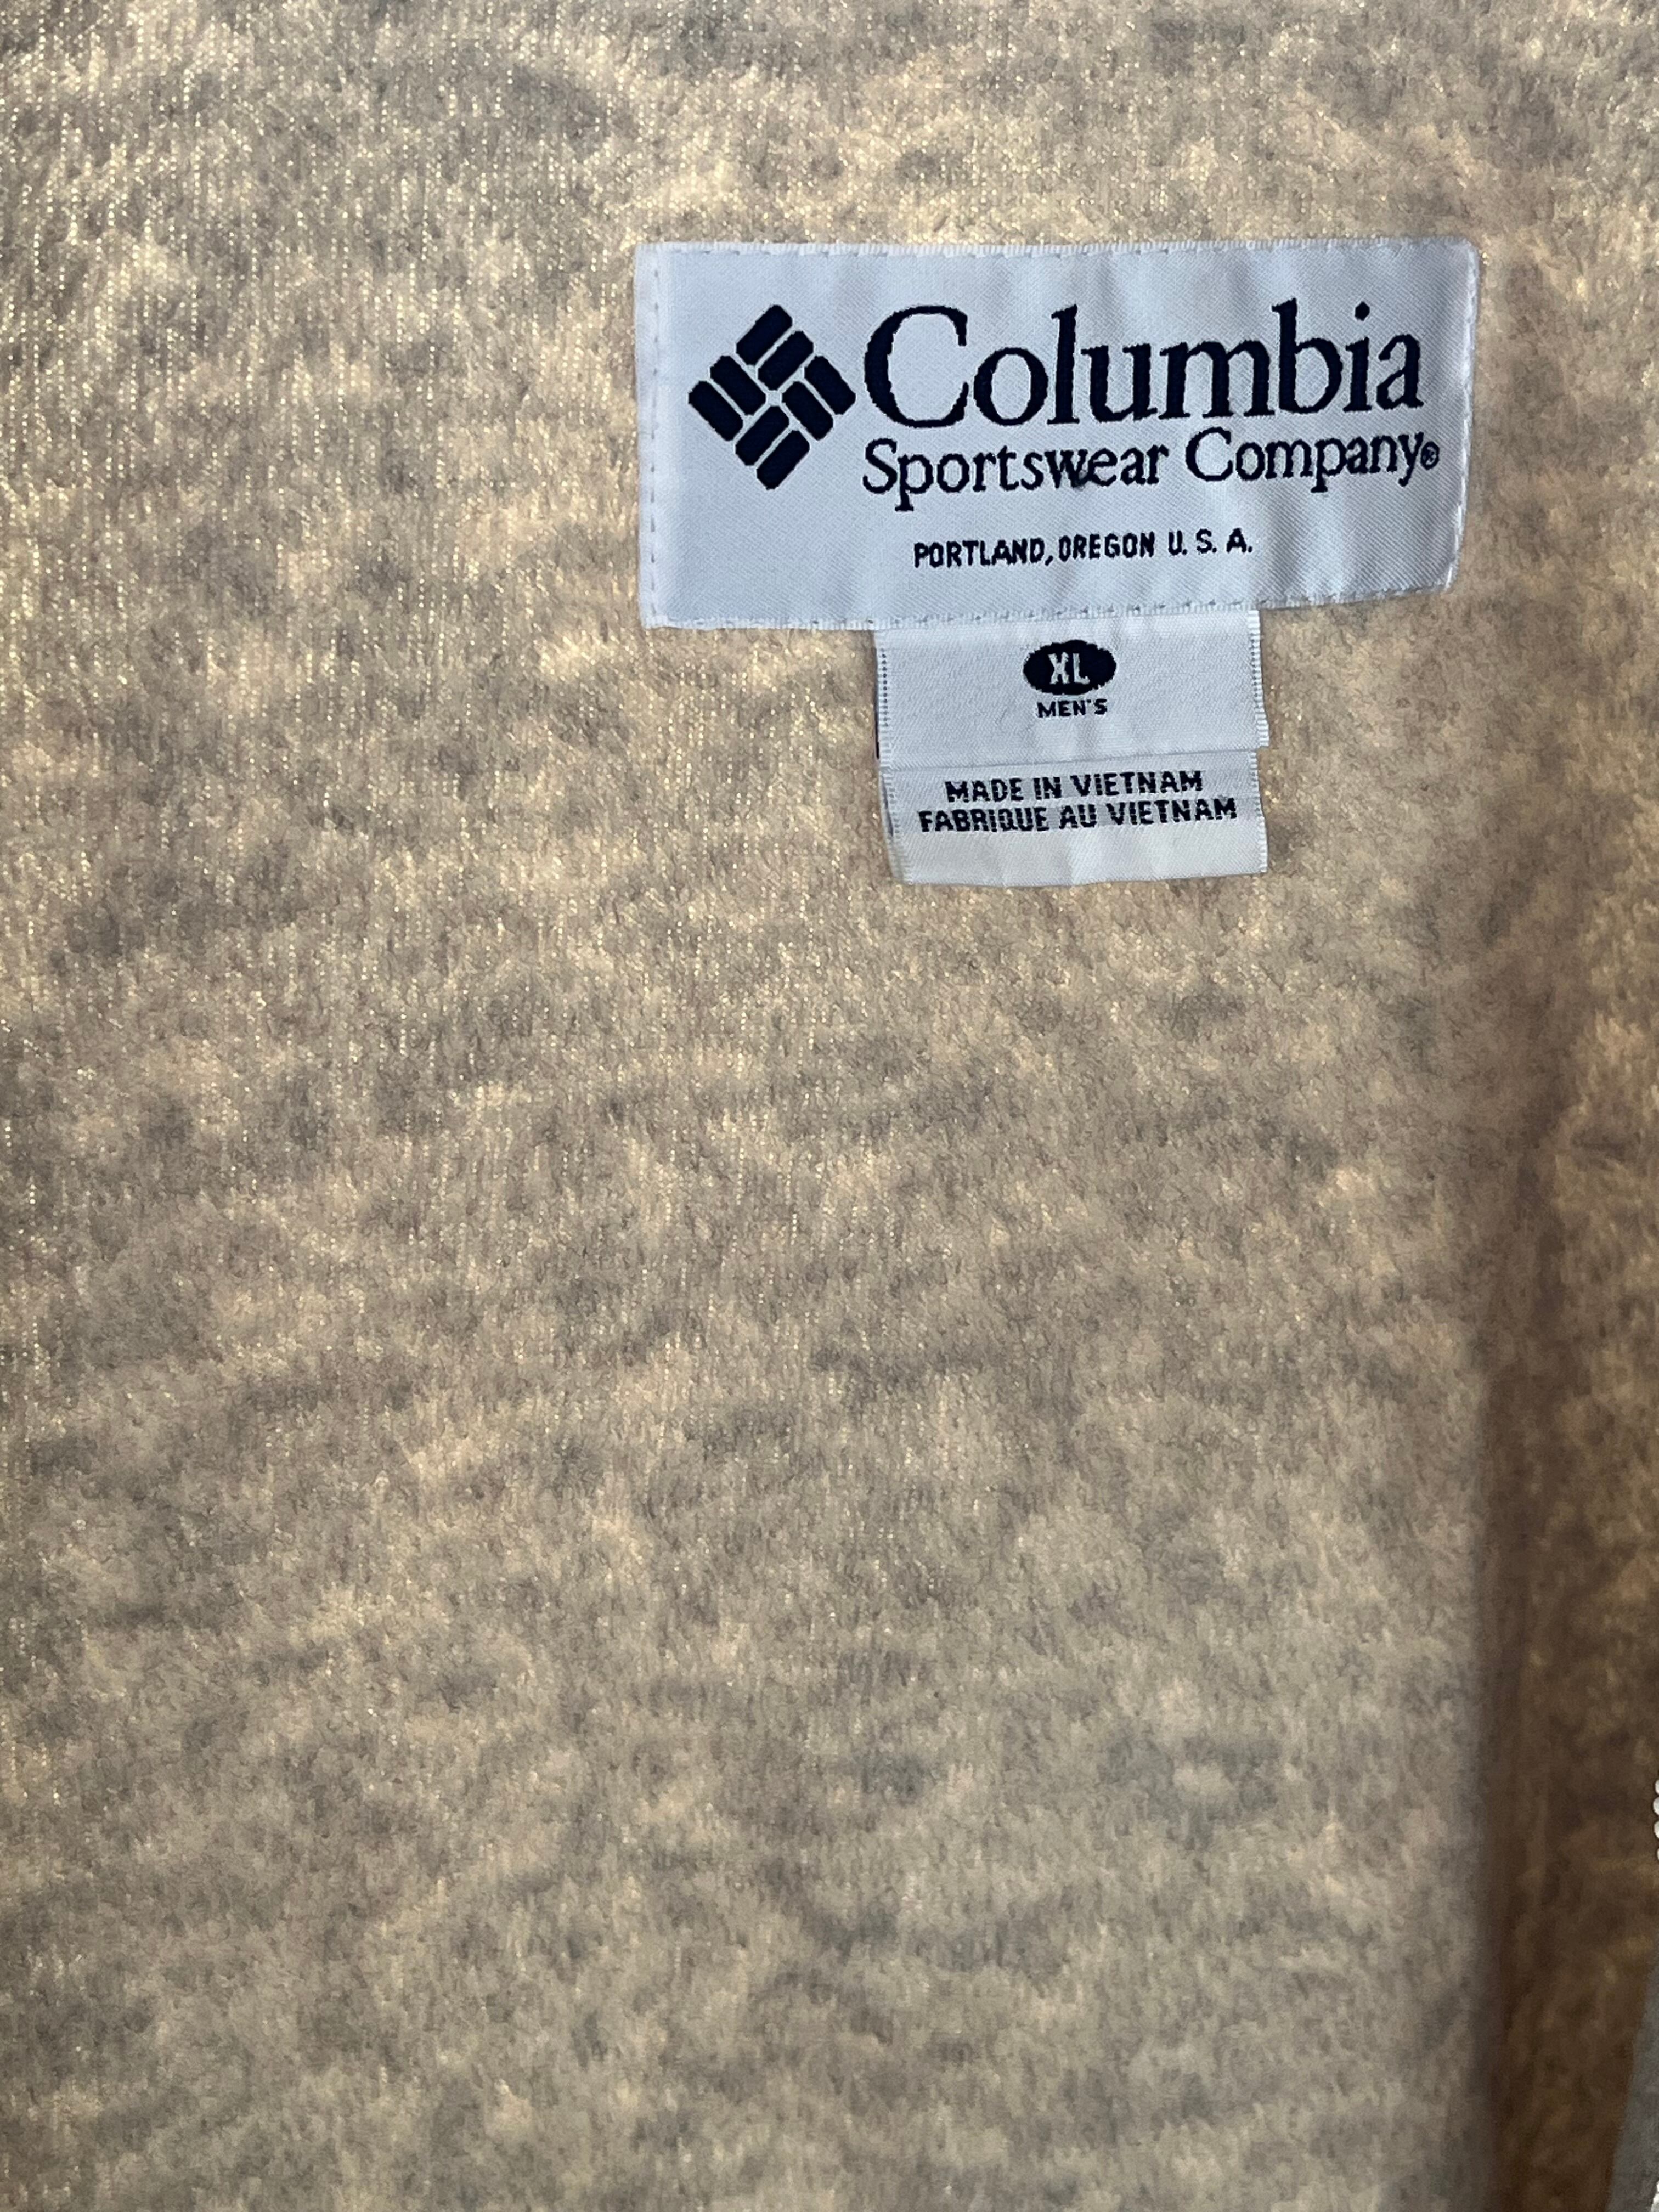 Columbia
Sportswear Company®
PORTLAND, OREGON U. S. A.
XL
MEN'S
MADE IN VIETNAM
FABRIQUE AU VIETNAM